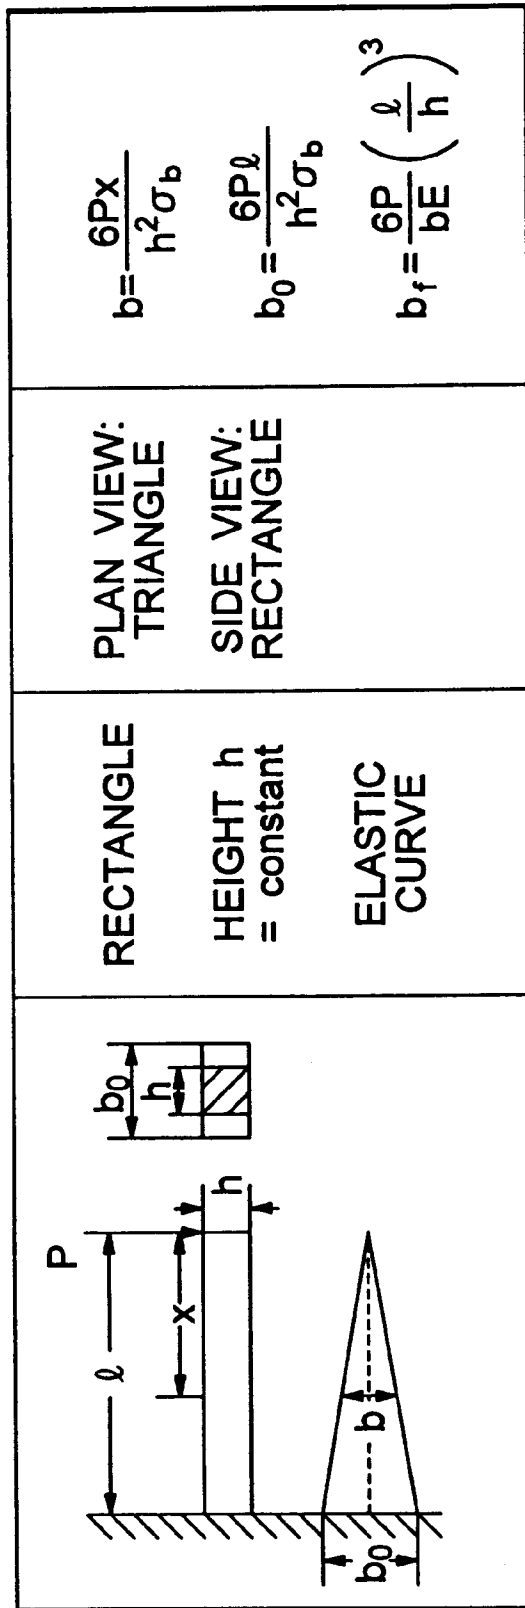 P
ℓ
x
h
b₀
h
b₀
b
RECTANGLE
HEIGHT h
= constant
ELASTIC
CURVE
PLAN VIEW:
TRIANGLE
SIDE VIEW:
RECTANGLE
b=6Px/h²σb
b₀=6Pℓ/h²σb
bf=6P/bE(ℓ/h)³